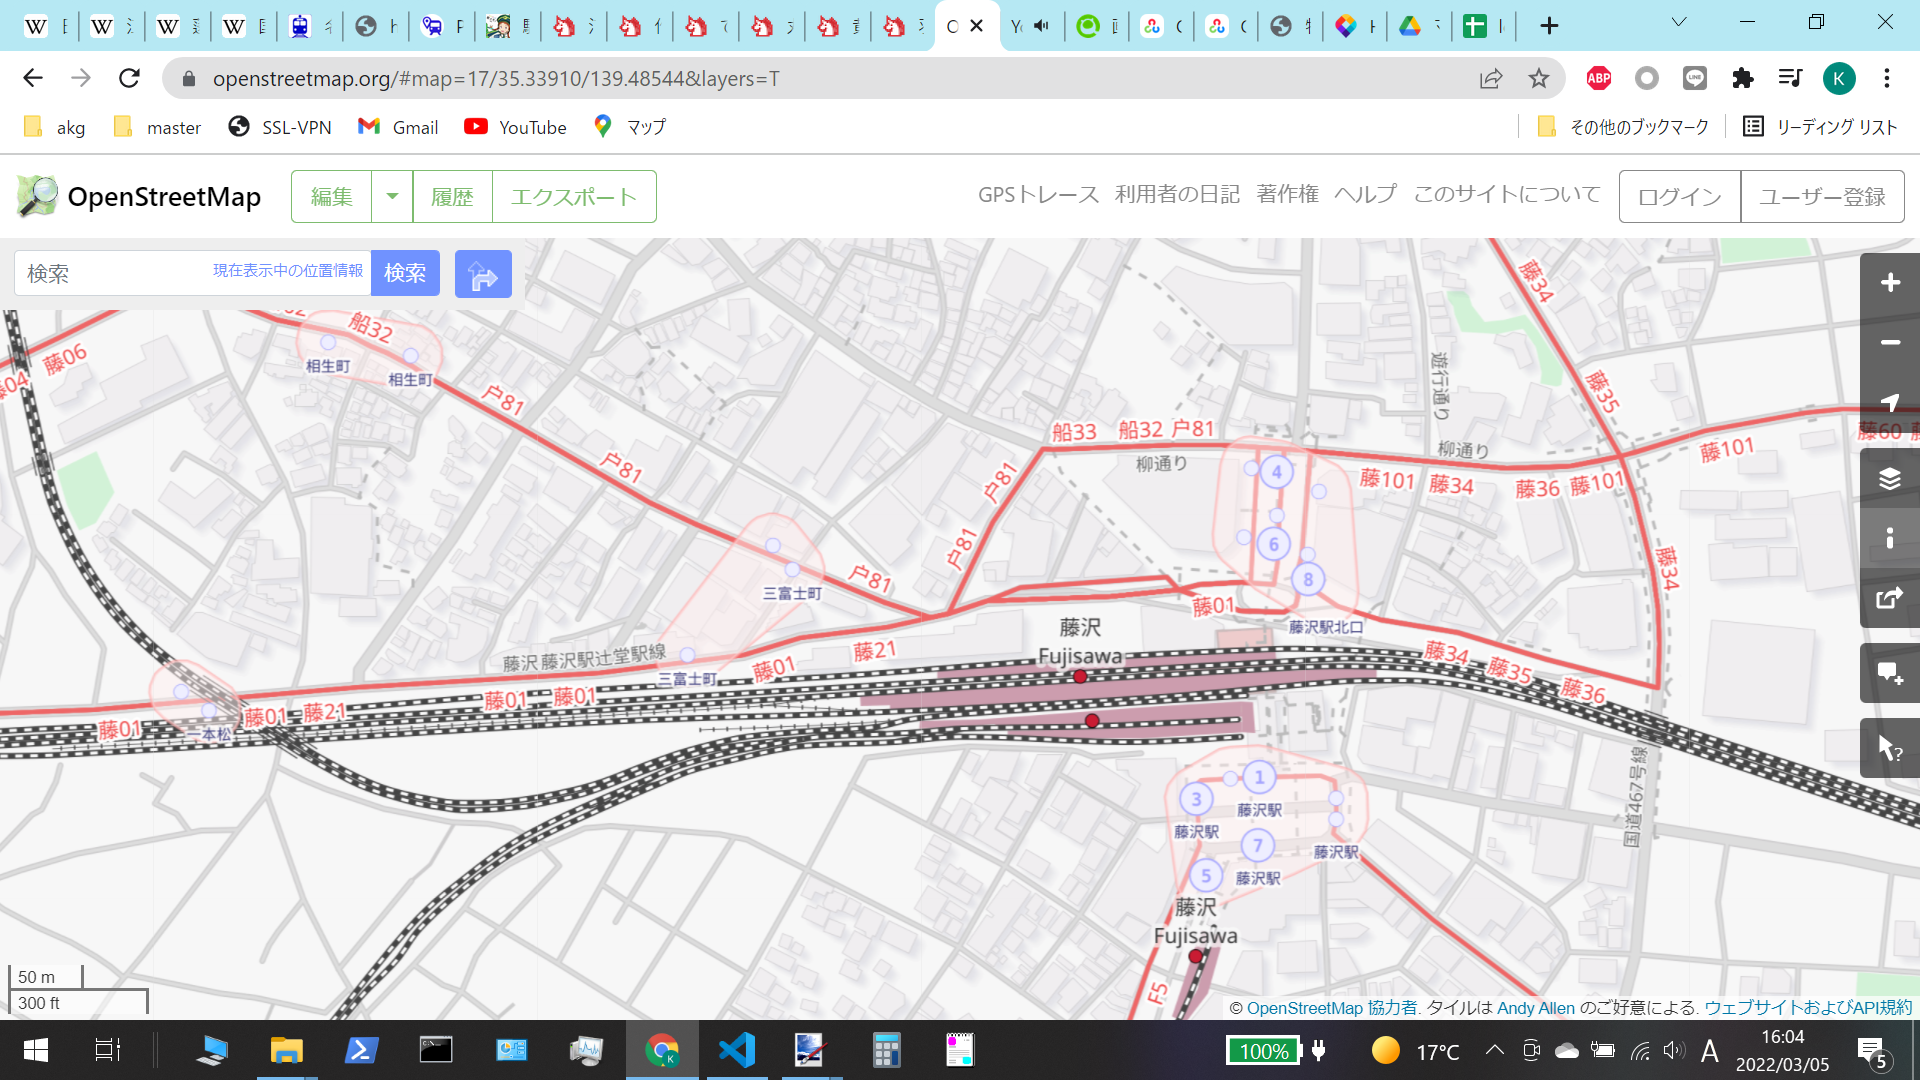 openstreetmap.org/#map=17/35.33910/139.48544&layers=T
ABP
LINE
K
akg
master
SSL-VPN
Gmail
YouTube
マップ
その他のブックマーク
リーディング リスト
OpenStreetMap
編集
履歴
エクスポート
GPSトレース
利用者の日記
著作権
ヘルプ
このサイトについて
ログイン
ユーザー登録
検索
現在表示中の位置情報
検索
船32
藤06
相生町
相生町
戸81
戸81
船33
船32
戸81
柳通り
柳通り
遊行通り
藤34
藤35
藤101
藤60
藤101
藤34
藤36
藤101
戸81
戸81
4
6
8
藤34
三富士町
戸81
藤01
藤沢駅北口
藤沢
Fujisawa
藤沢 藤沢駅辻堂駅線
藤21
藤01
三富士町
藤34
藤35
藤36
藤01
藤01
藤01
藤21
藤01
一本松
国道467号線
1
3
藤沢駅
藤沢駅
7
藤沢駅
5
藤沢駅
藤沢
Fujisawa
F5
50 m
300 ft
© OpenStreetMap 協力者. タイルは Andy Allen のご好意による. ウェブサイトおよびAPI規約
100%
17°C
A
16:04
2022/03/05
5